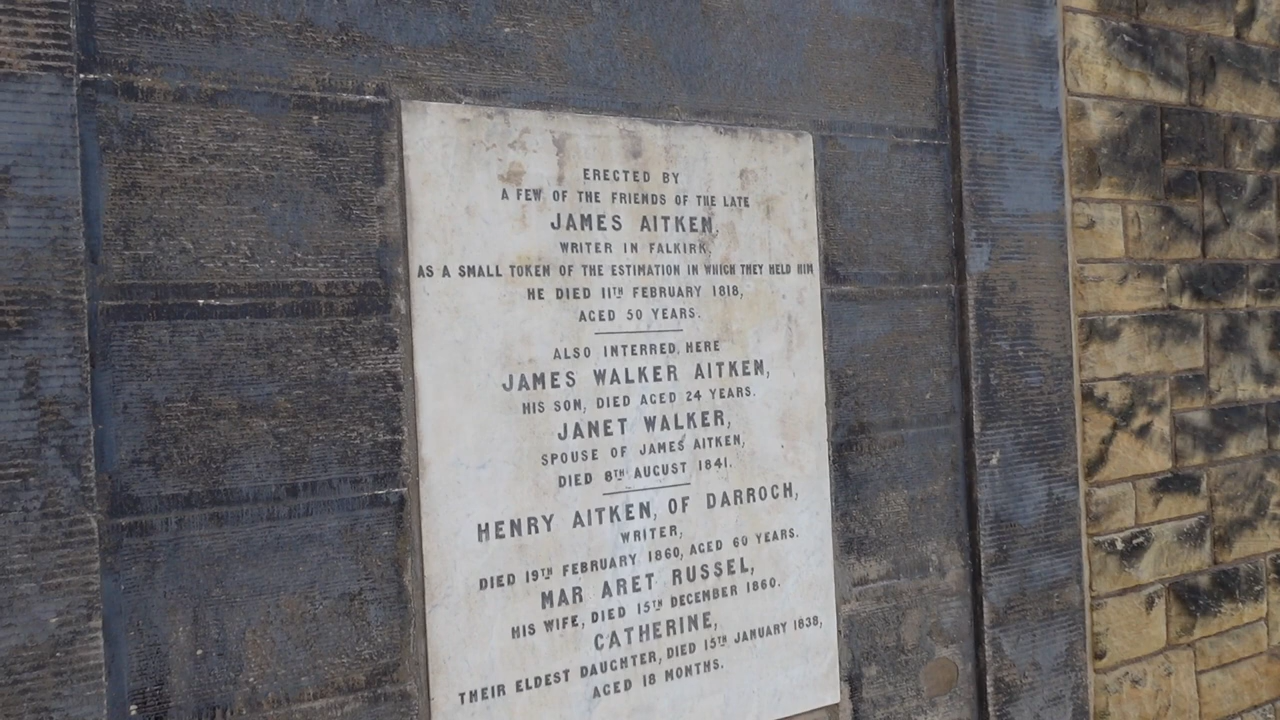 ERECTED BY
A FEW OF THE FRIENDS OF THE LATE
JAMES AITKEN,
WRITER IN FALKIRK,
AS A SMALL TOKEN OF THE ESTIMATION IN WHICH THEY HELD HIM
HE DIED 11TH FEBRUARY 1818,
AGED 50 YEARS.
ALSO INTERRED HERE
JAMES WALKER AITKEN,
HIS SON, DIED AGED 24 YEARS.
JANET WALKER,
SPOUSE OF JAMES AITKEN,
DIED 8TH AUGUST 1841.
HENRY AITKEN, OF DARROCH,
WRITER,
DIED 19TH FEBRUARY 1860, AGED 60 YEARS.
MAR ARET RUSSEL,
HIS WIFE, DIED 15TH DECEMBER 1860.
CATHERINE,
THEIR ELDEST DAUGHTER, DIED 15TH JANUARY 1838,
AGED 18 MONTHS.